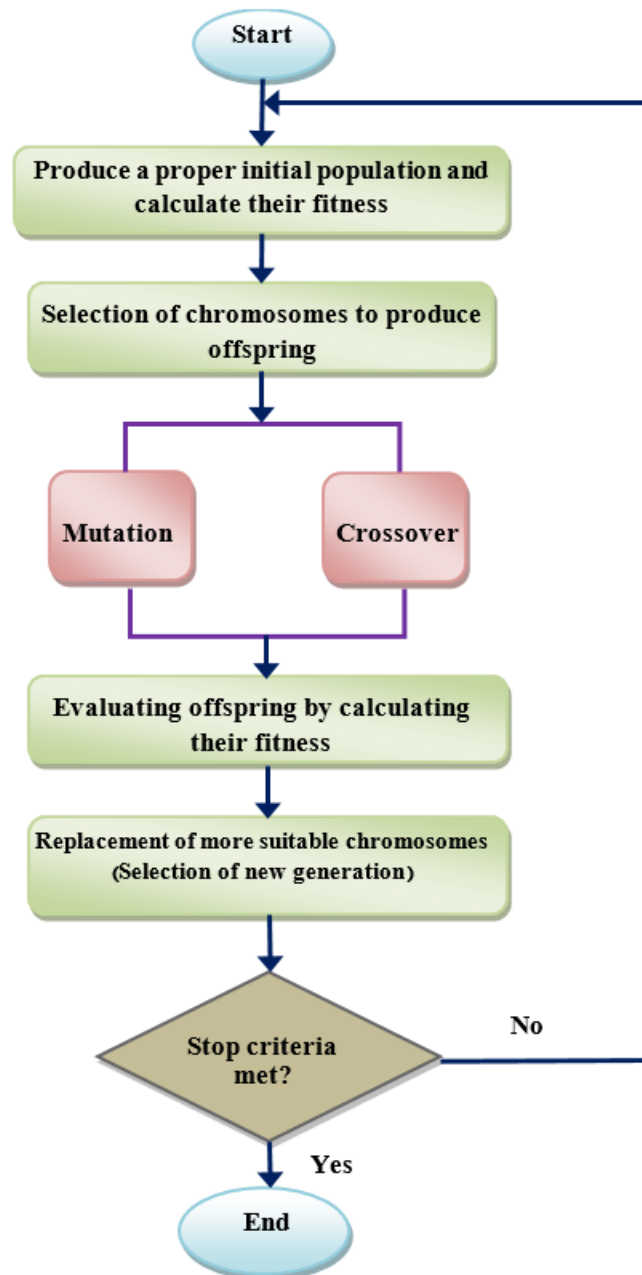 Start
Produce a proper initial population and
calculate their fitness
Selection of chromosomes to produce
offspring
Mutation
Crossover
Evaluating offspring by calculating
their fitness
Replacement of more suitable chromosomes
(Selection of new generation)
Stop criteria
met?
No
Yes
End